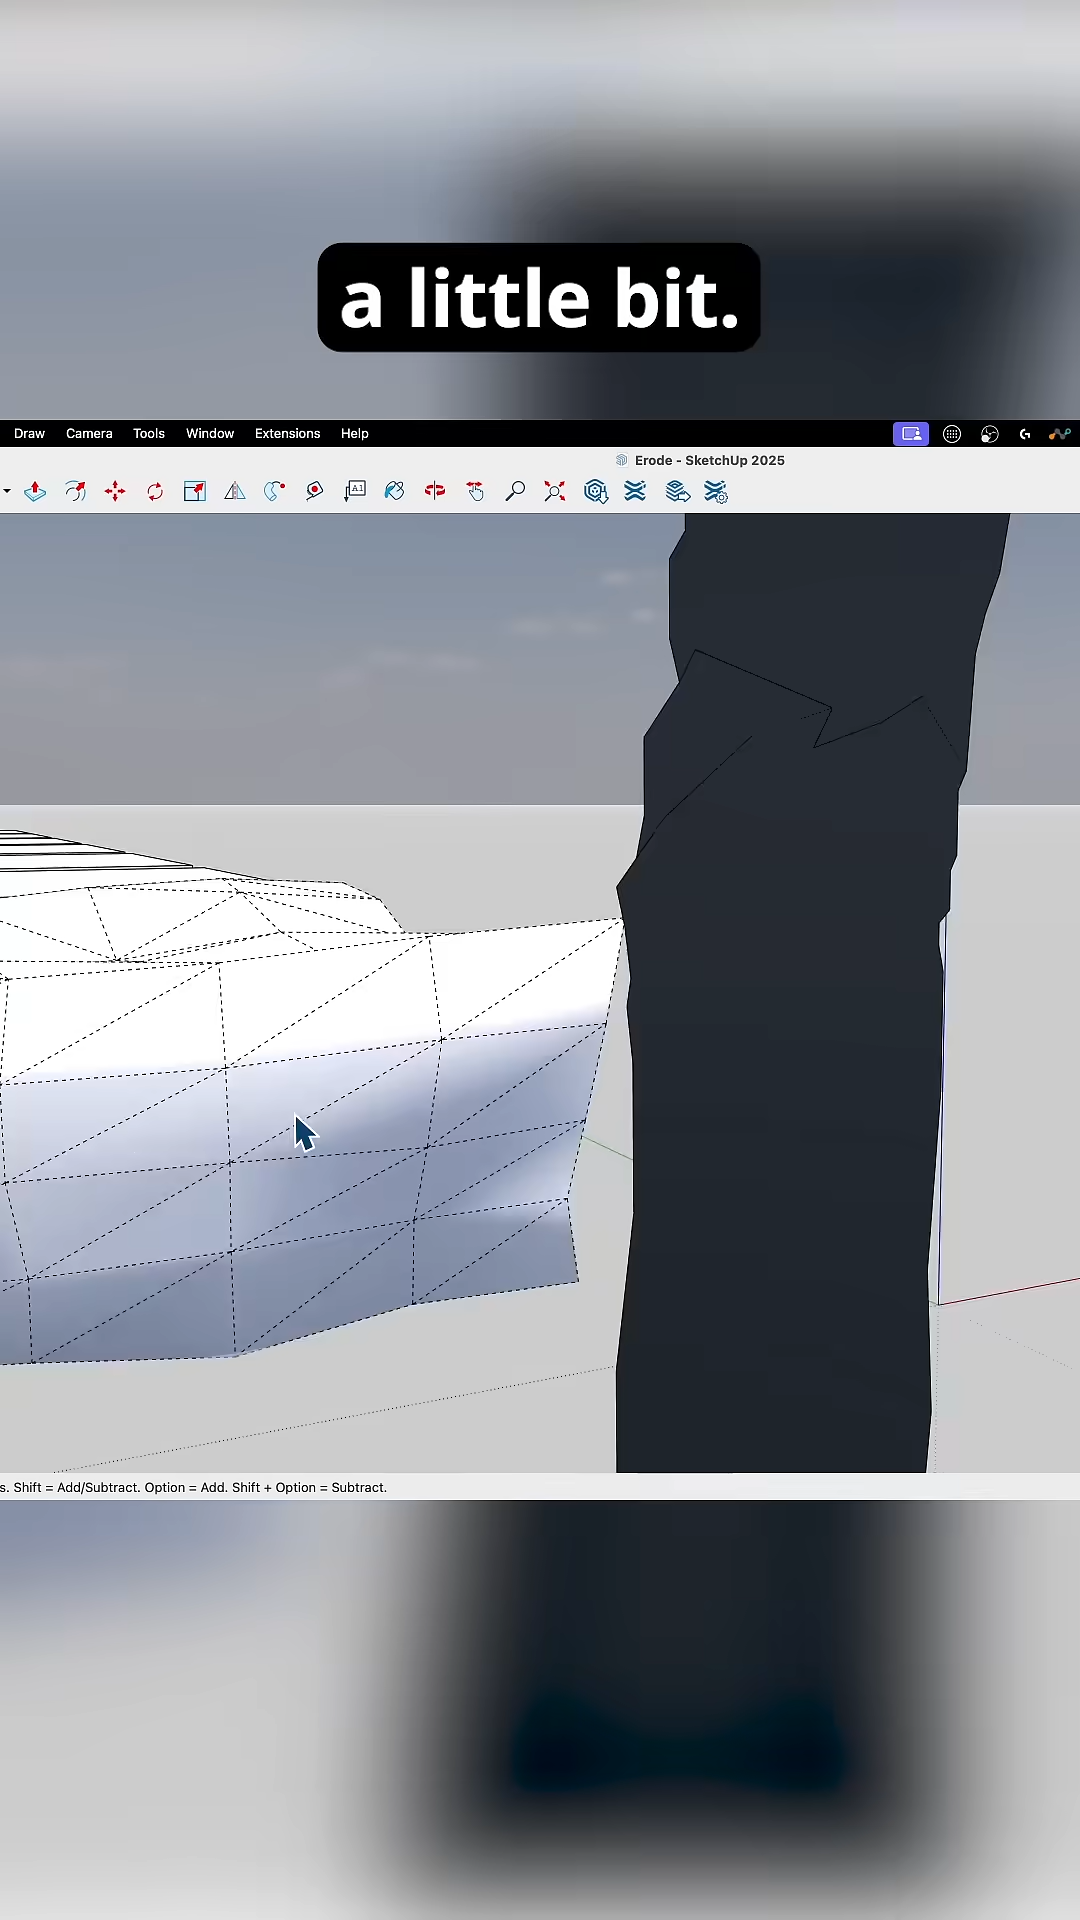 a little bit.
Draw Camera Tools Window Extensions Help
Erode - SketchUp 2025
A1
s. Shift = Add/Subtract. Option = Add. Shift + Option = Subtract.